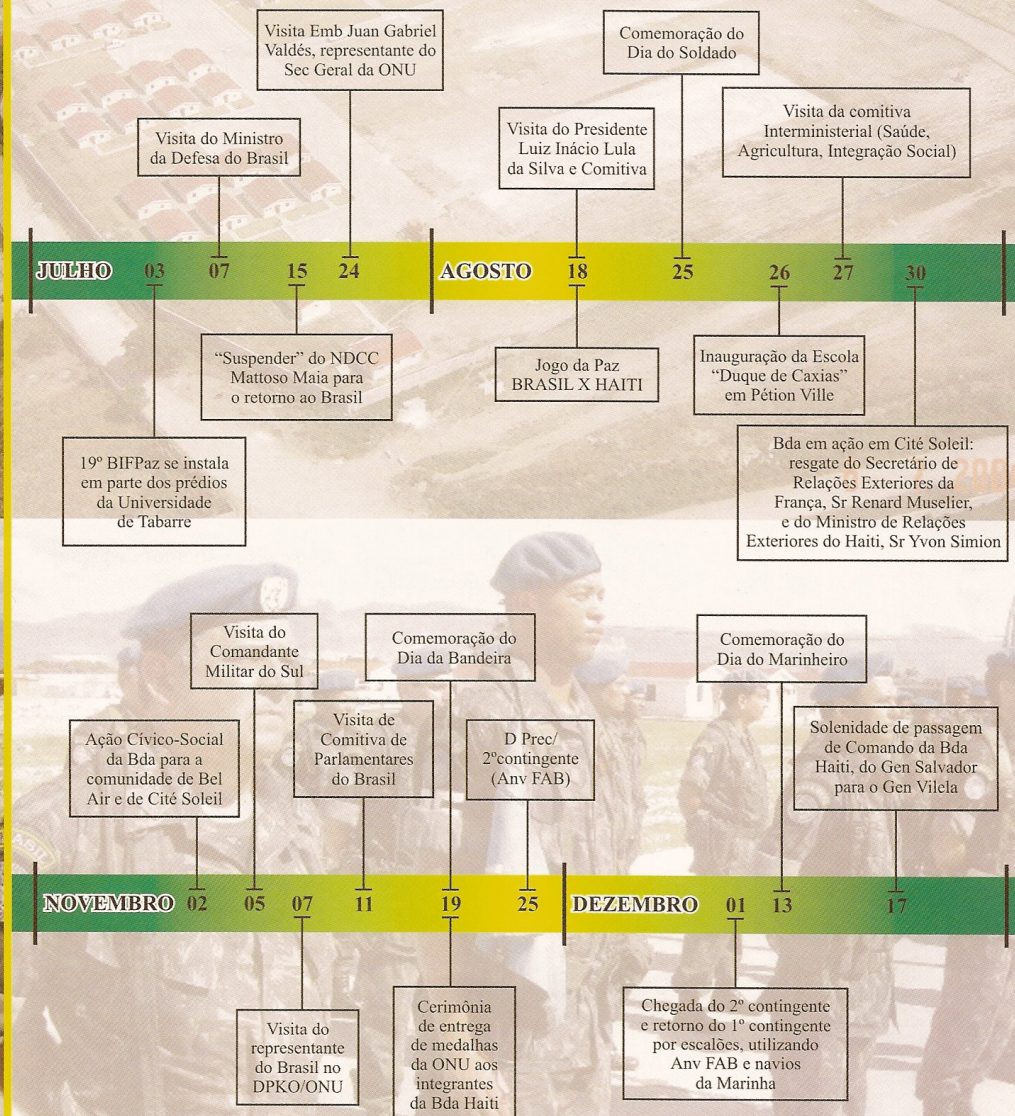 Visita Emb Juan Gabriel
Valdés, representante do
Sec Geral da ONU
Comemoração do
Dia do Soldado
Visita do Ministro
da Defesa do Brasil
Visita do Presidente
Luiz Inácio Lula
da Silva e Comitiva
Visita da comitiva
Interministerial (Saúde,
Agricultura, Integração Social)
JULHO 03 07 15 24 AGOSTO 18 25 26 27 30
"Suspender" do NDCC
Mattoso Maia para
o retorno ao Brasil
Jogo da Paz
BRASIL X HAITI
Inauguração da Escola
"Duque de Caxias"
em Pétion Ville
19º BIFPaz se instala
em parte dos prédios
da Universidade
de Tabarre
Bda em ação em Cité Soleil:
resgate do Secretário de
Relações Exteriores da
França, Sr Renard Muselier,
e do Ministro de Relações
Exteriores do Haiti, Sr Yvon Simion
Visita do
Comandante
Militar do Sul
Comemoração do
Dia da Bandeira
Comemoração do
Dia do Marinheiro
Ação Cívico-Social
da Bda para a
comunidade de Bel
Air e de Cité Soleil
Visita de
Comitiva de
Parlamentares
do Brasil
D Prec/
2ºcontingente
(Anv FAB)
Solenidade de passagem
de Comando da Bda
Haiti, do Gen Salvador
para o Gen Vilela
NOVEMBRO 02 05 07 11 19 25 DEZEMBRO 01 13 17
Visita do
representante
do Brasil no
DPKO/ONU
Cerimônia
de entrega
de medalhas
da ONU aos
integrantes
da Bda Haiti
Chegada do 2º contingente
e retorno do 1º contingente
por escalões, utilizando
Anv FAB e navios
da Marinha